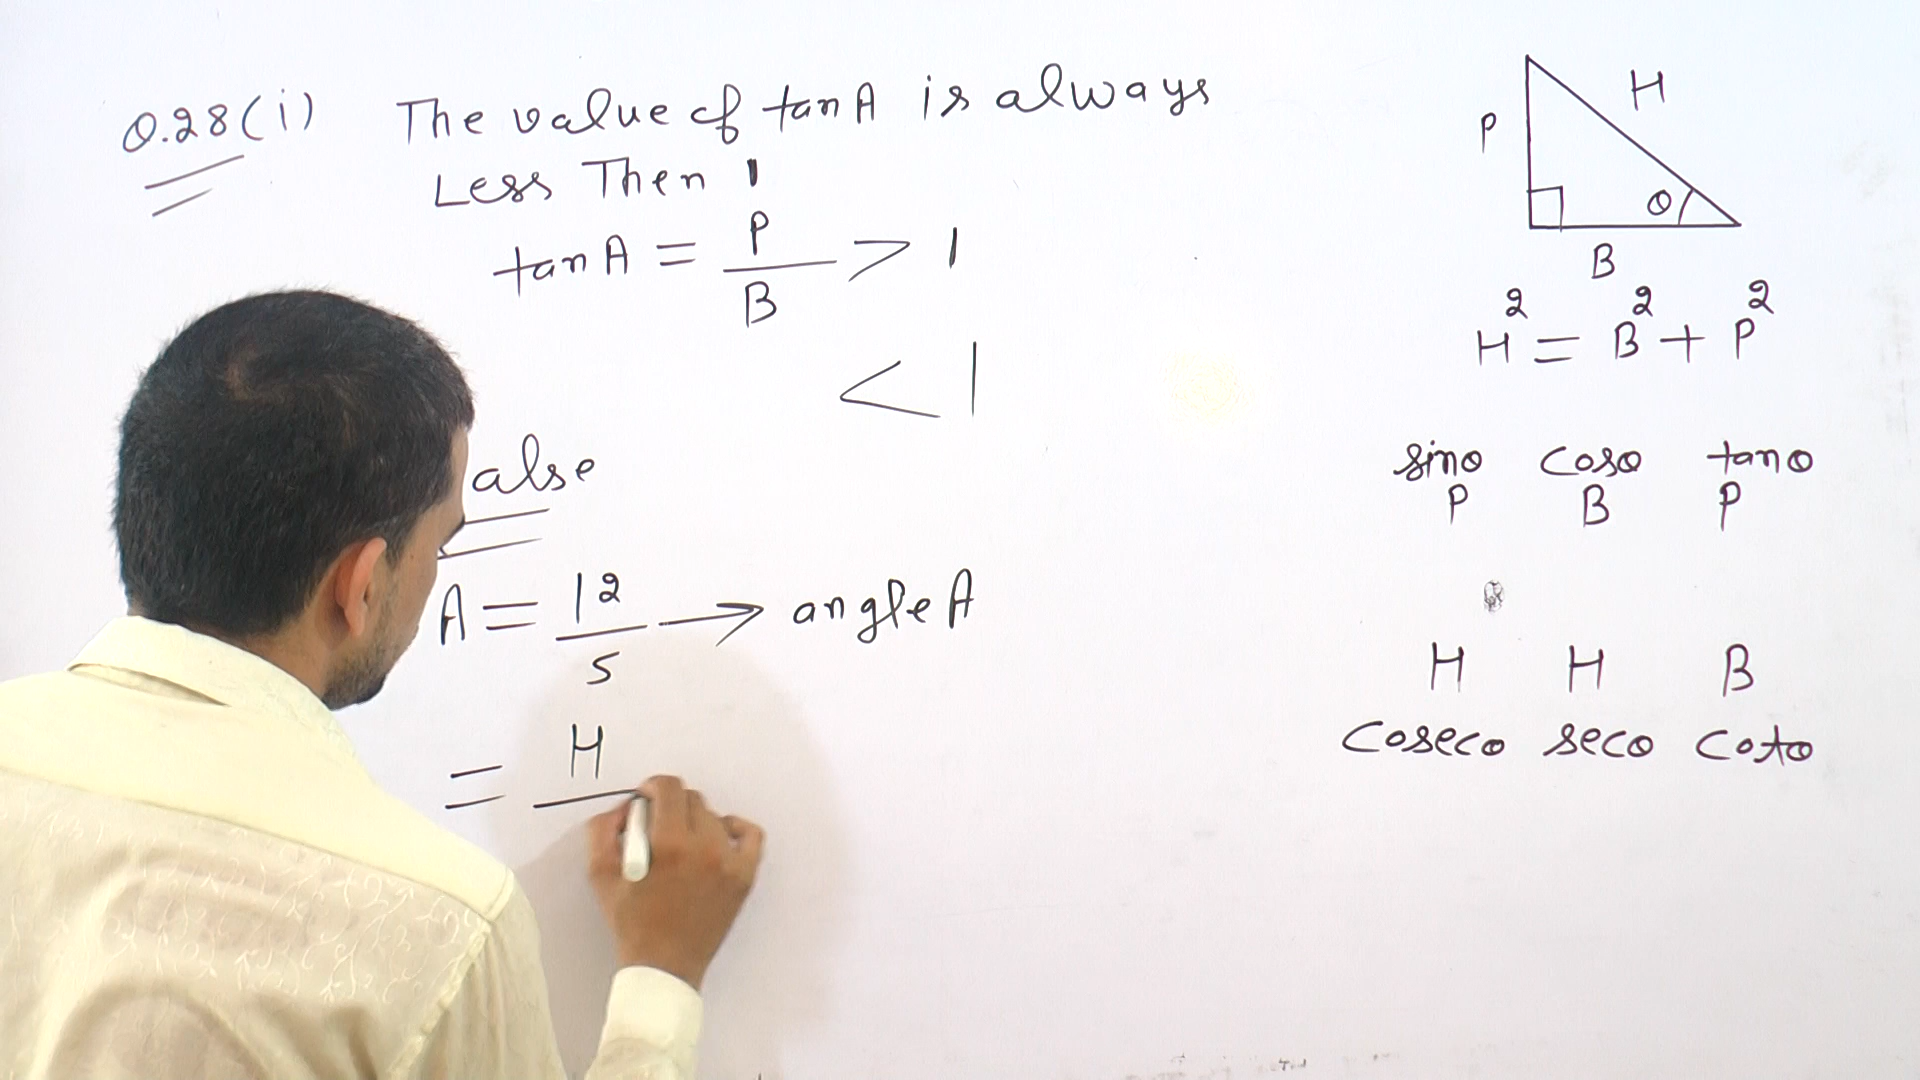 Q.28(i) The value of tan A is always
Less Then 1
tan A = P/B > 1
< 1
alse
A = 12/5 → angle A
= H
P
H
B
θ
H² = B² + P²
sinθ cosθ tanθ
P B P
H H B
cosecθ secθ cotθ